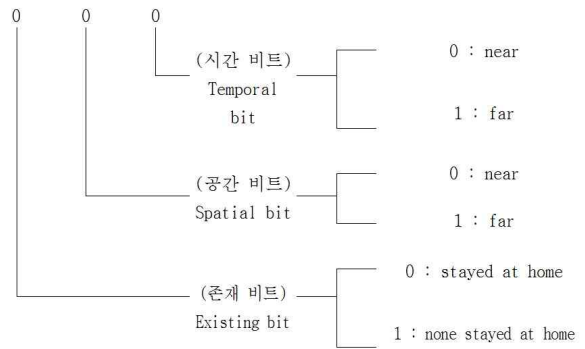 0 0 0
(시간 비트)
Temporal
bit
0 : near
1 : far
(공간 비트)
Spatial bit
0 : near
1 : far
(존재 비트)
Existing bit
0 : stayed at home
1 : none stayed at home